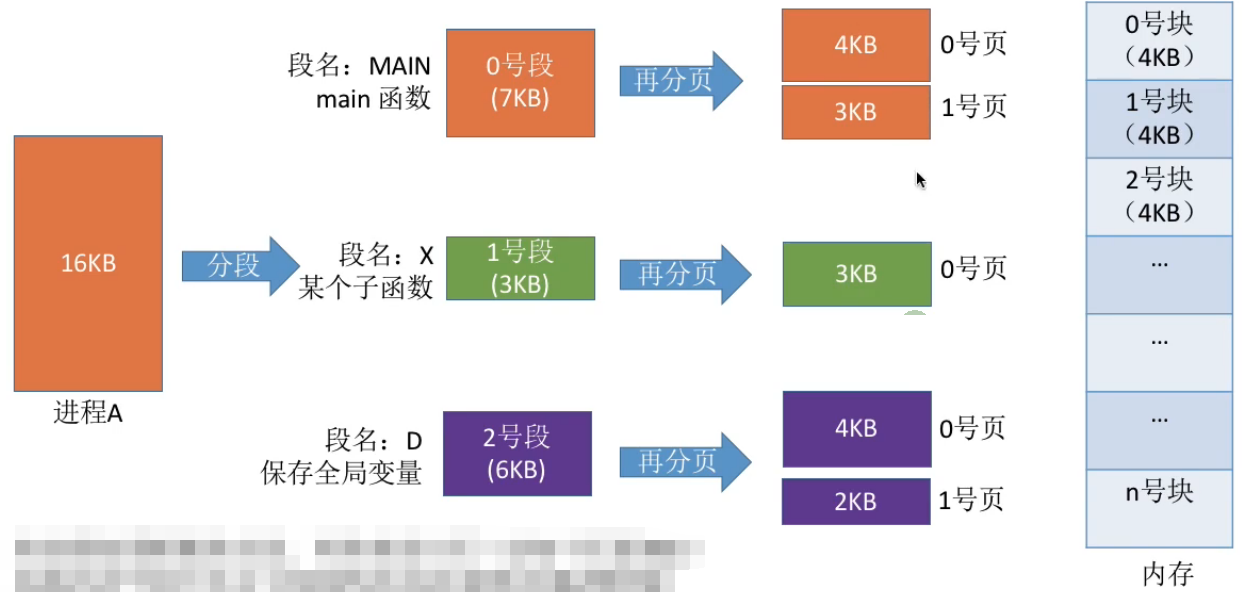 段名：MAIN
main 函数
0号段
(7KB)
再分页
4KB
0号页
3KB
1号页
16KB
进程A
分段
段名：X
某个子函数
1号段
(3KB)
再分页
3KB
0号页
段名：D
保存全局变量
2号段
(6KB)
再分页
4KB
0号页
2KB
1号页
0号块
（4KB）
1号块
（4KB）
2号块
（4KB）
...
...
...
n号块
内存